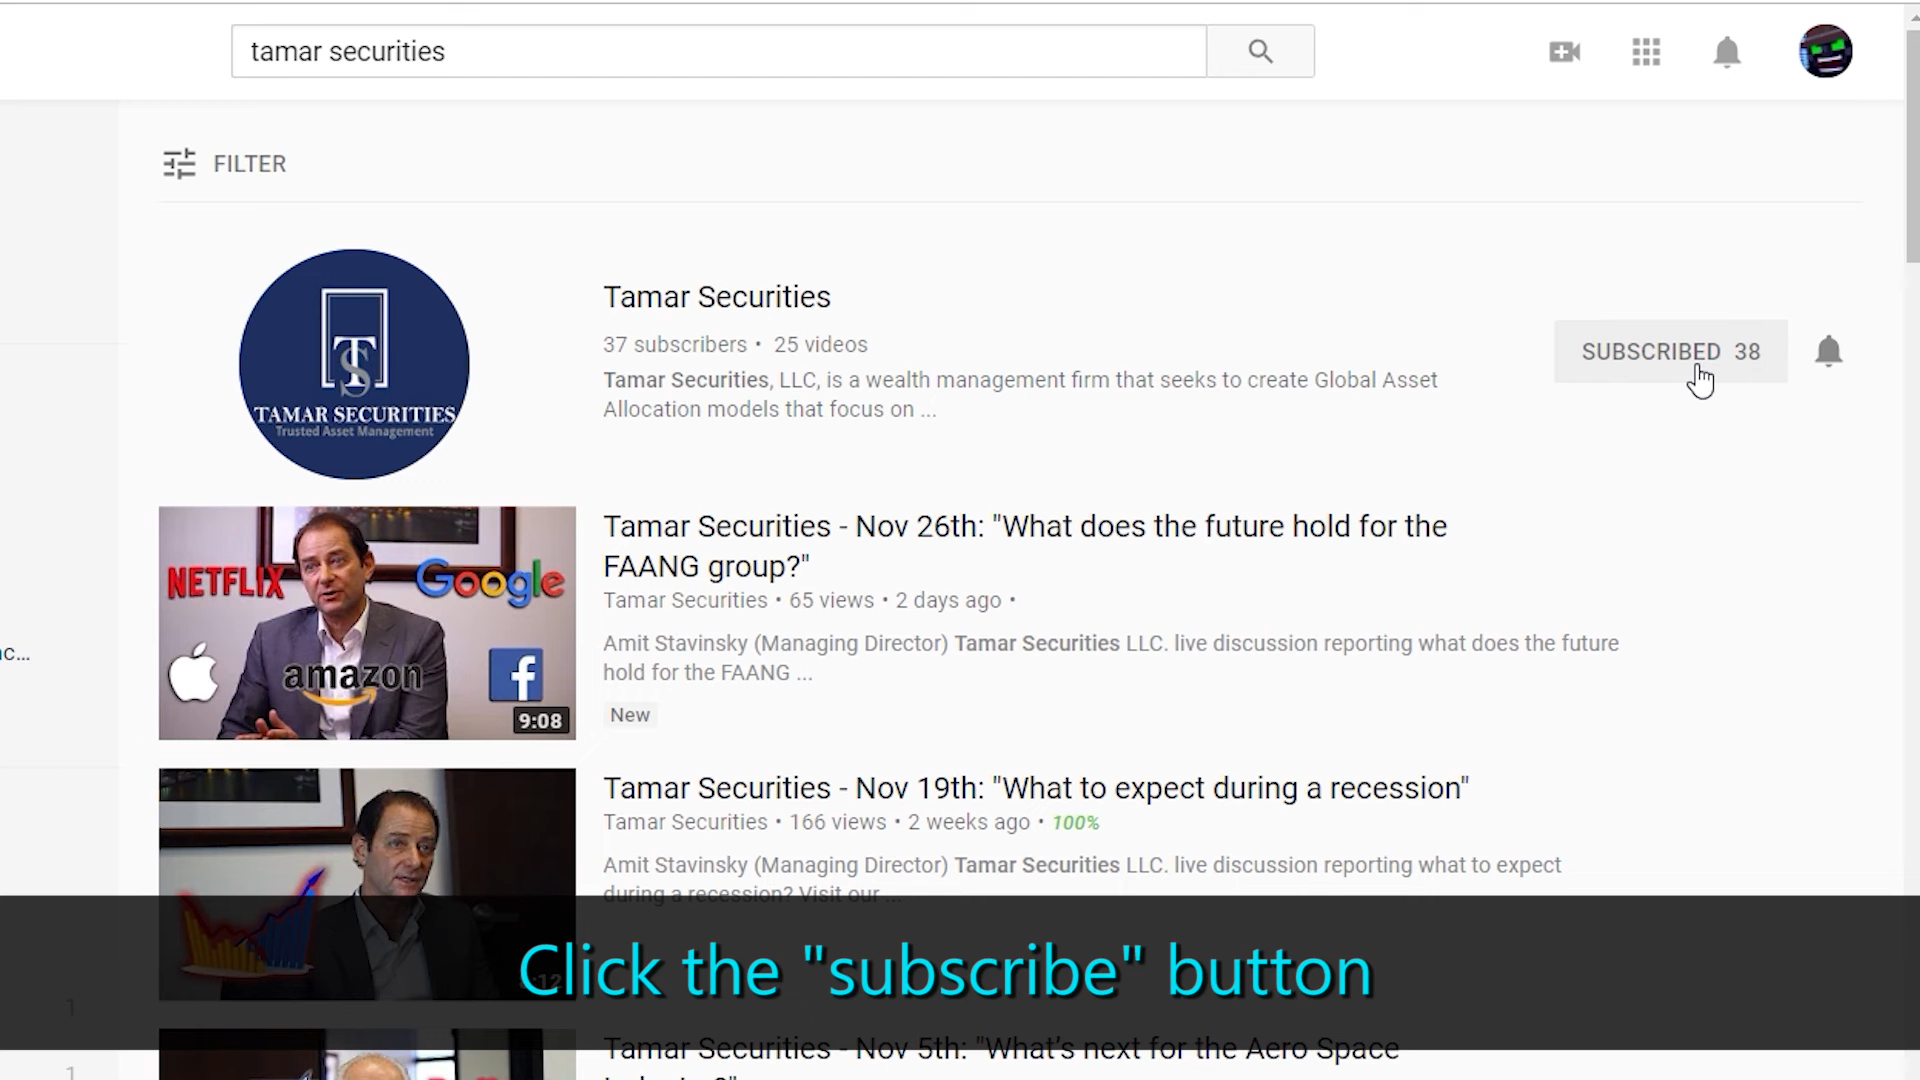 tamar securities
FILTER
TAMAR SECURITIES
Trusted Asset Management
Tamar Securities
37 subscribers • 25 videos
Tamar Securities, LLC, is a wealth management firm that seeks to create Global Asset
Allocation models that focus on ...
SUBSCRIBED 38
NETFLIX
Google
amazon
9:08
Tamar Securities - Nov 26th: "What does the future hold for the
FAANG group?"
Tamar Securities • 65 views • 2 days ago •
Amit Stavinsky (Managing Director) Tamar Securities LLC. live discussion reporting what does the future
hold for the FAANG ...
New
Tamar Securities - Nov 19th: "What to expect during a recession"
Tamar Securities • 166 views • 2 weeks ago • 100%
Amit Stavinsky (Managing Director) Tamar Securities LLC. live discussion reporting what to expect
during a recession? Visit our ...
Click the "subscribe" button
1
Tamar Securities - Nov 5th: "What's next for the Aero Space
1